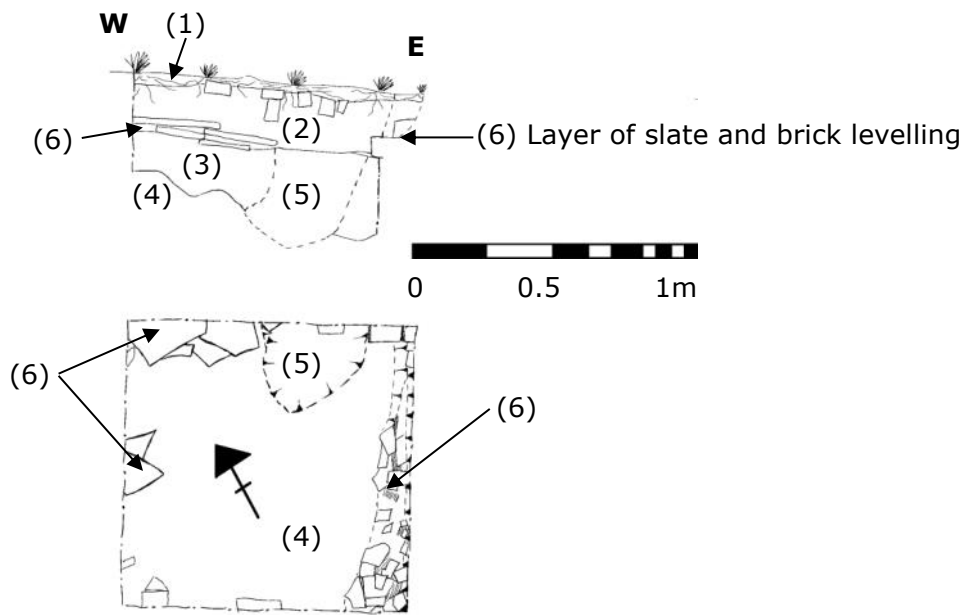 W (1) E
(6) (2) (6) Layer of slate and brick levelling
(3)
(4) (5)
0 0.5 1m
(6) (5)
(6)
(4)